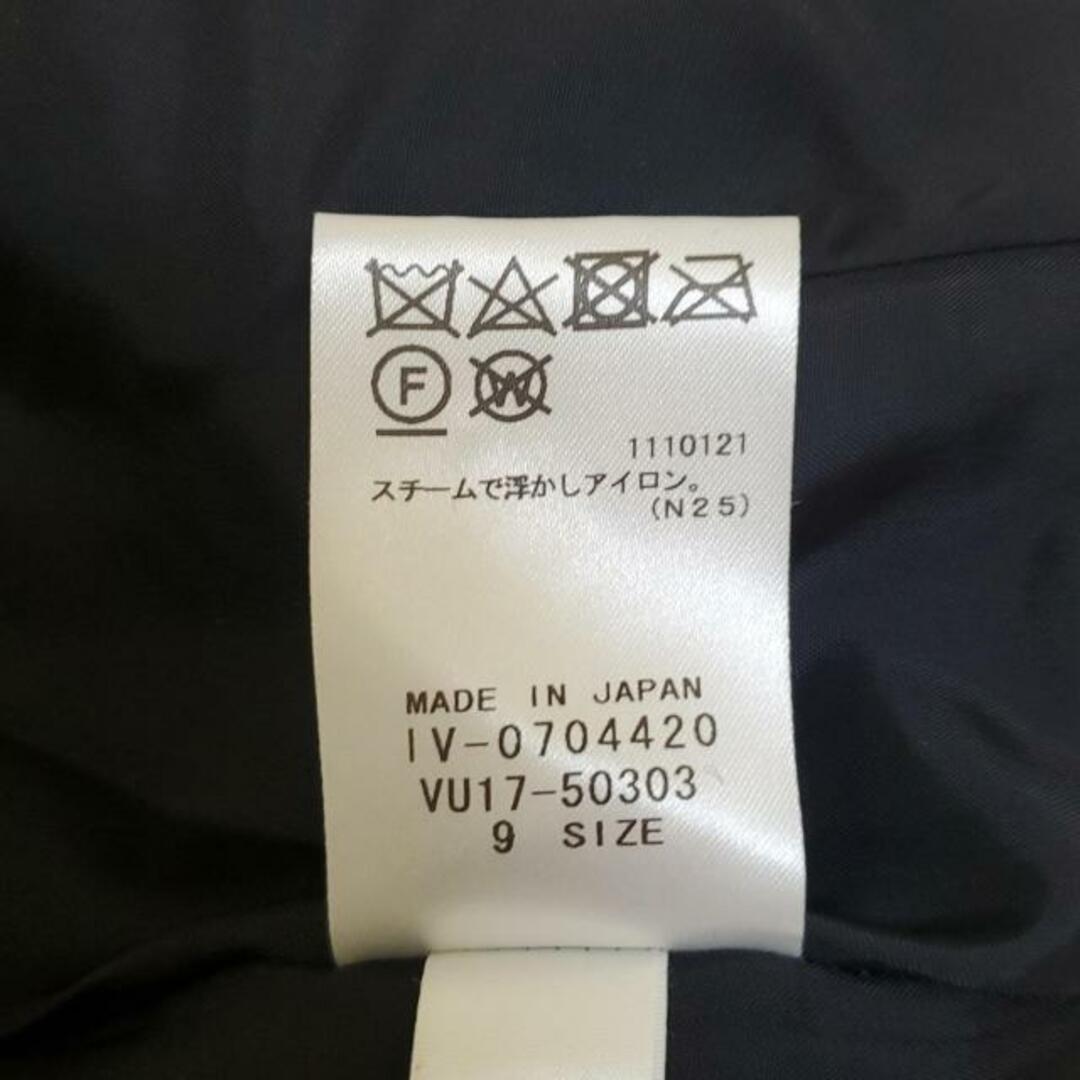 F W
1110121
スチームで浮かしアイロン。
(N25)
MADE IN JAPAN
IV-0704420
VU17-50303
9 SIZE